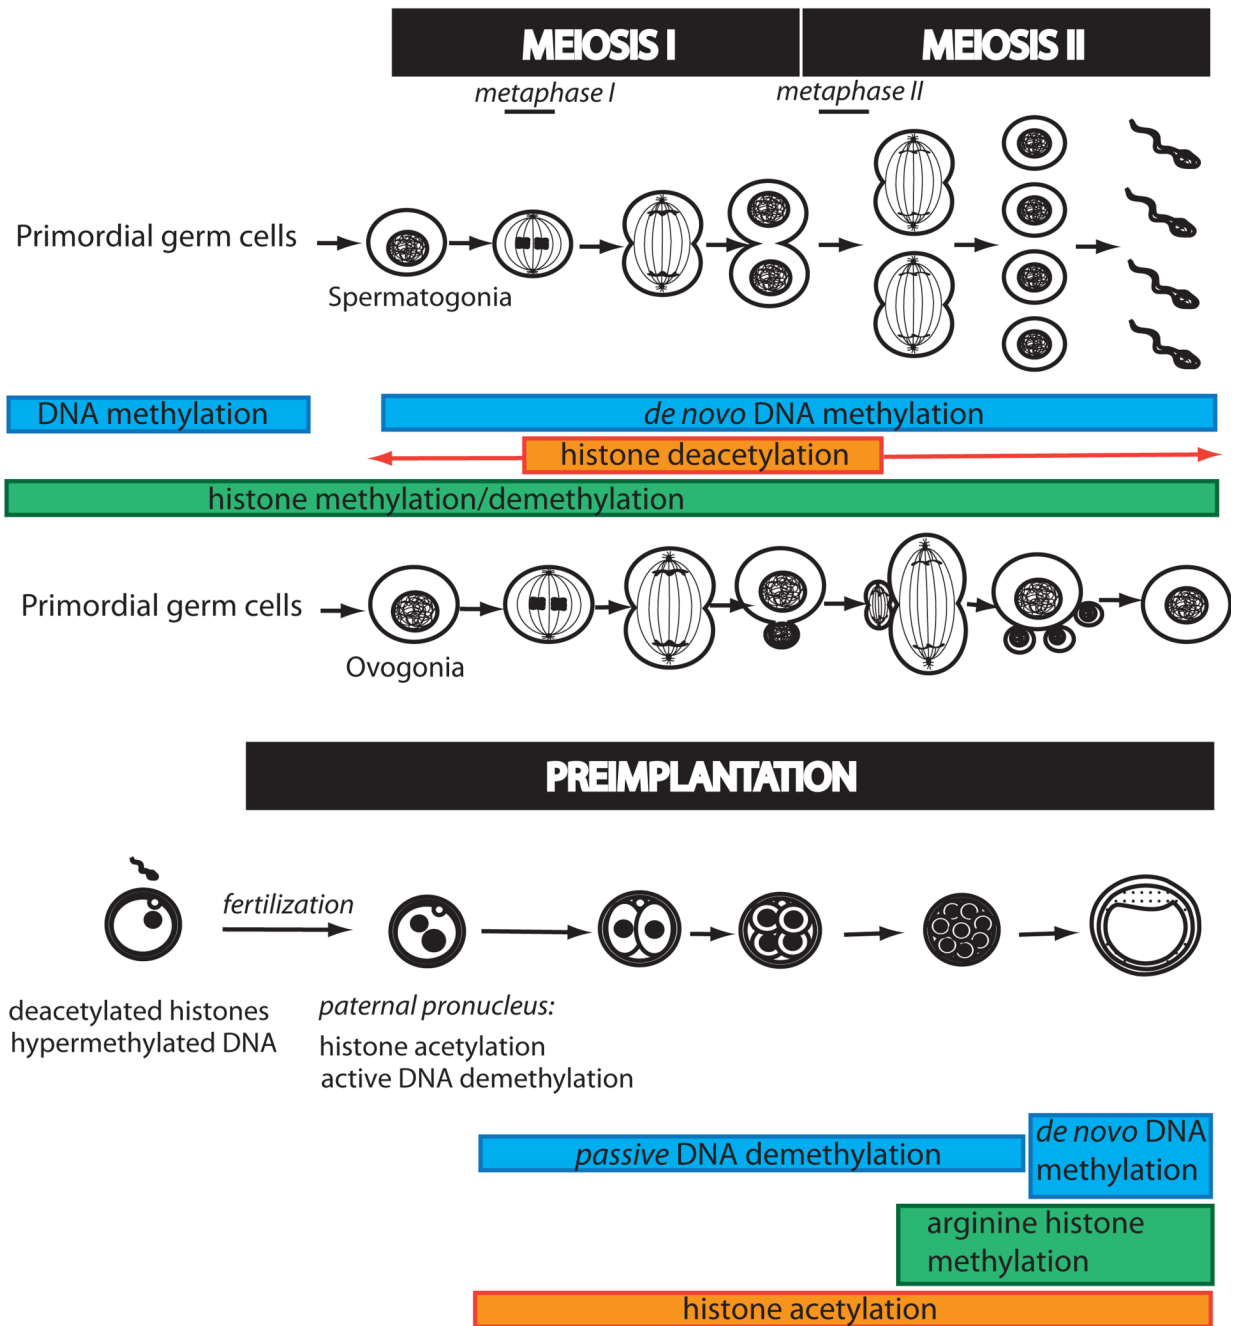 MEIOSIS I
MEIOSIS II
metaphase I
metaphase II
Primordial germ cells
Spermatogonia
DNA methylation
de novo DNA methylation
histone deacetylation
histone methylation/demethylation
Primordial germ cells
Ovogonia
PREIMPLANTATION
fertilization
deacetylated histones
hypermethylated DNA
paternal pronucleus:
histone acetylation
active DNA demethylation
passive DNA demethylation
de novo DNA
methylation
arginine histone
methylation
histone acetylation